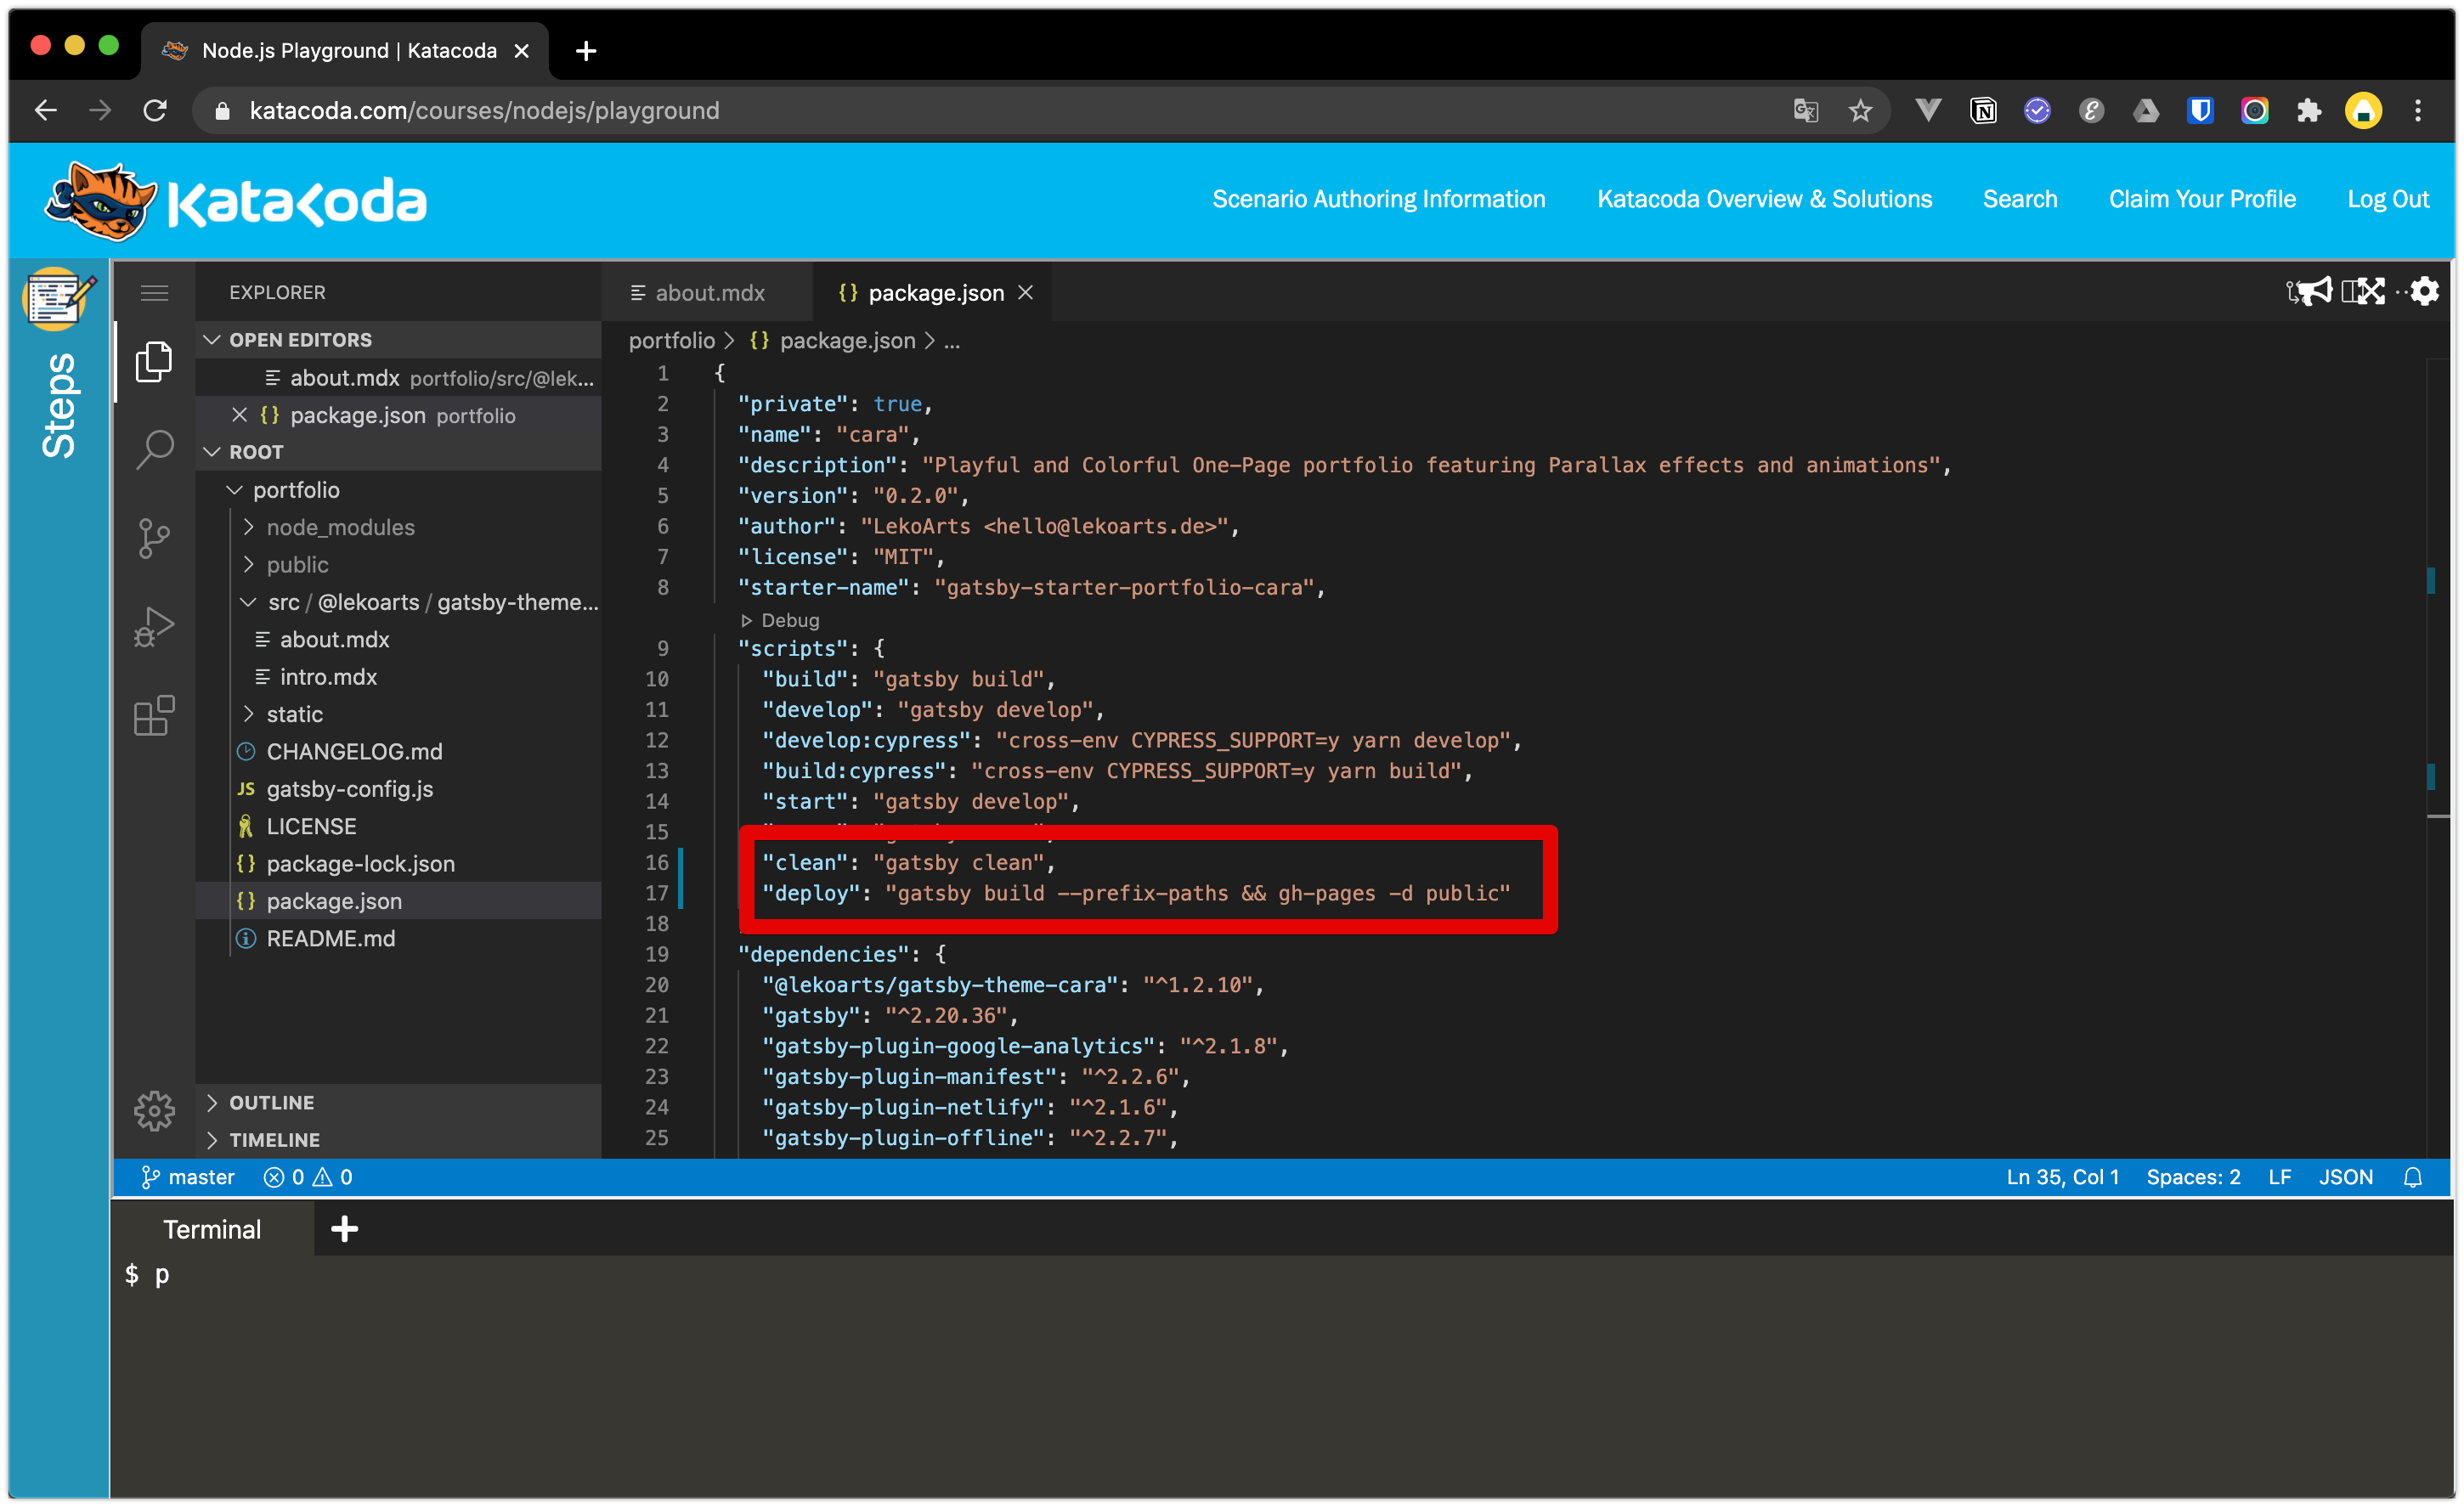 Node.js Playground | Katacoda
katacoda.com/courses/nodejs/playground
Katacoda
Scenario Authoring Information
Katacoda Overview & Solutions
Search
Claim Your Profile
Log Out
Steps
EXPLORER
OPEN EDITORS
about.mdx portfolio/src/@lek...
package.json portfolio
ROOT
portfolio
node_modules
public
src / @lekoarts / gatsby-theme...
about.mdx
intro.mdx
static
CHANGELOG.md
JS gatsby-config.js
LICENSE
{} package-lock.json
{} package.json
README.md
OUTLINE
TIMELINE
about.mdx
{} package.json
portfolio > {} package.json > ...
1 {
2 "private": true,
3 "name": "cara",
4 "description": "Playful and Colorful One-Page portfolio featuring Parallax effects and animations",
5 "version": "0.2.0",
6 "author": "LekoArts <hello@lekoarts.de>",
7 "license": "MIT",
8 "starter-name": "gatsby-starter-portfolio-cara",
Debug
9 "scripts": {
10 "build": "gatsby build",
11 "develop": "gatsby develop",
12 "develop:cypress": "cross-env CYPRESS_SUPPORT=y yarn develop",
13 "build:cypress": "cross-env CYPRESS_SUPPORT=y yarn build",
14 "start": "gatsby develop",
15
16 "clean": "gatsby clean",
17 "deploy": "gatsby build --prefix-paths && gh-pages -d public"
18
19 "dependencies": {
20 "@lekoarts/gatsby-theme-cara": "^1.2.10",
21 "gatsby": "^2.20.36",
22 "gatsby-plugin-google-analytics": "^2.1.8",
23 "gatsby-plugin-manifest": "^2.2.6",
24 "gatsby-plugin-netlify": "^2.1.6",
25 "gatsby-plugin-offline": "^2.2.7",
master 0 0
Ln 35, Col 1 Spaces: 2 LF JSON
Terminal
$ p